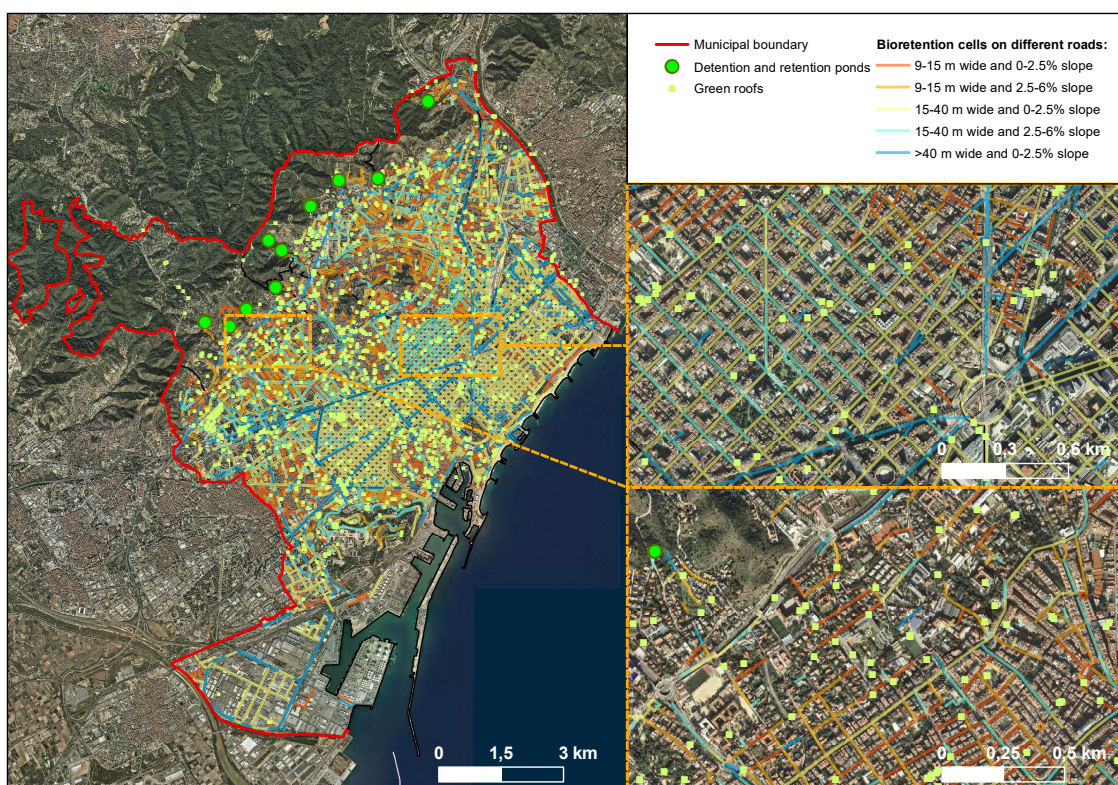 Municipal boundary
Detention and retention ponds
Green roofs
Bioretention cells on different roads:
9-15 m wide and 0-2.5% slope
9-15 m wide and 2.5-6% slope
15-40 m wide and 0-2.5% slope
15-40 m wide and 2.5-6% slope
>40 m wide and 0-2.5% slope
0 0,3 0,6 km
0 1,5 3 km
0 0,25 0,5 km